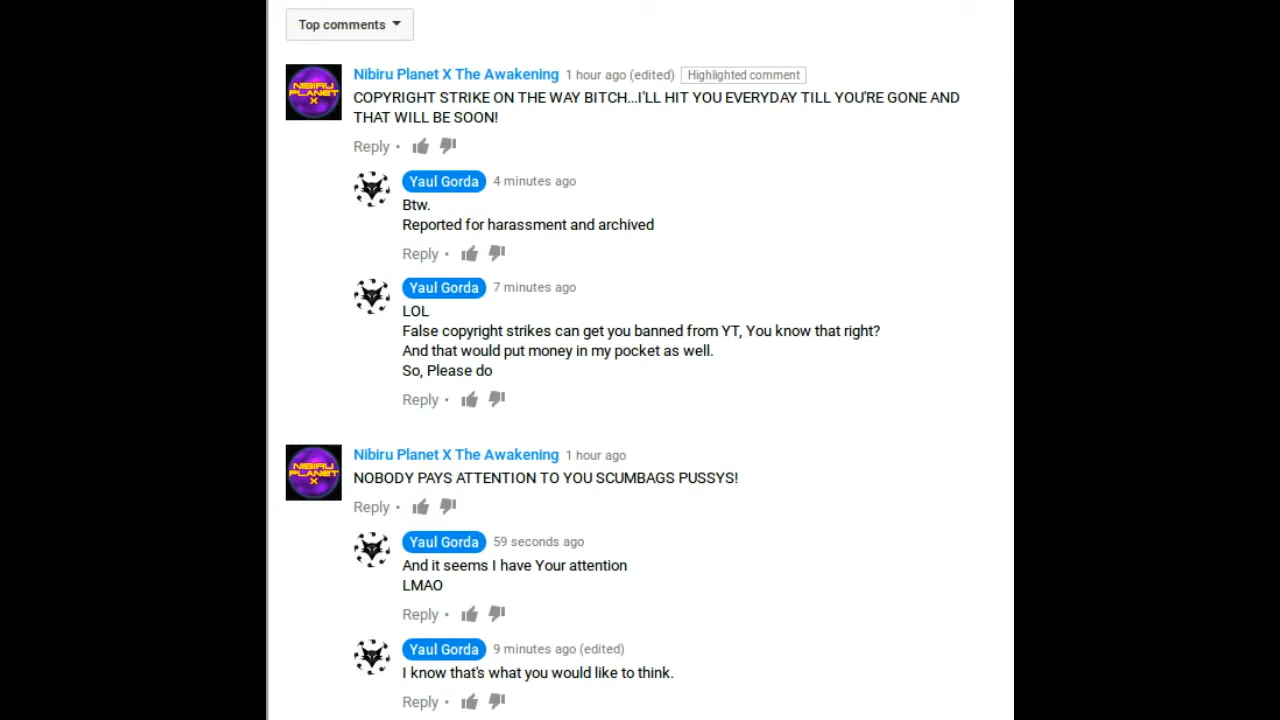 Top comments
NIBIRU
PLANET
X
Nibiru Planet X The Awakening 1 hour ago (edited) Highlighted comment
COPYRIGHT STRIKE ON THE WAY BITCH...I'LL HIT YOU EVERYDAY TILL YOU'RE GONE AND
THAT WILL BE SOON!
Reply •
Yaul Gorda 4 minutes ago
Btw.
Reported for harassment and archived
Reply •
Yaul Gorda 7 minutes ago
LOL
False copyright strikes can get you banned from YT, You know that right?
And that would put money in my pocket as well.
So, Please do
Reply •
NIBIRU
PLANET
X
Nibiru Planet X The Awakening 1 hour ago
NOBODY PAYS ATTENTION TO YOU SCUMBAGS PUSSYS!
Reply •
Yaul Gorda 59 seconds ago
And it seems I have Your attention
LMAO
Reply •
Yaul Gorda 9 minutes ago (edited)
I know that's what you would like to think.
Reply •